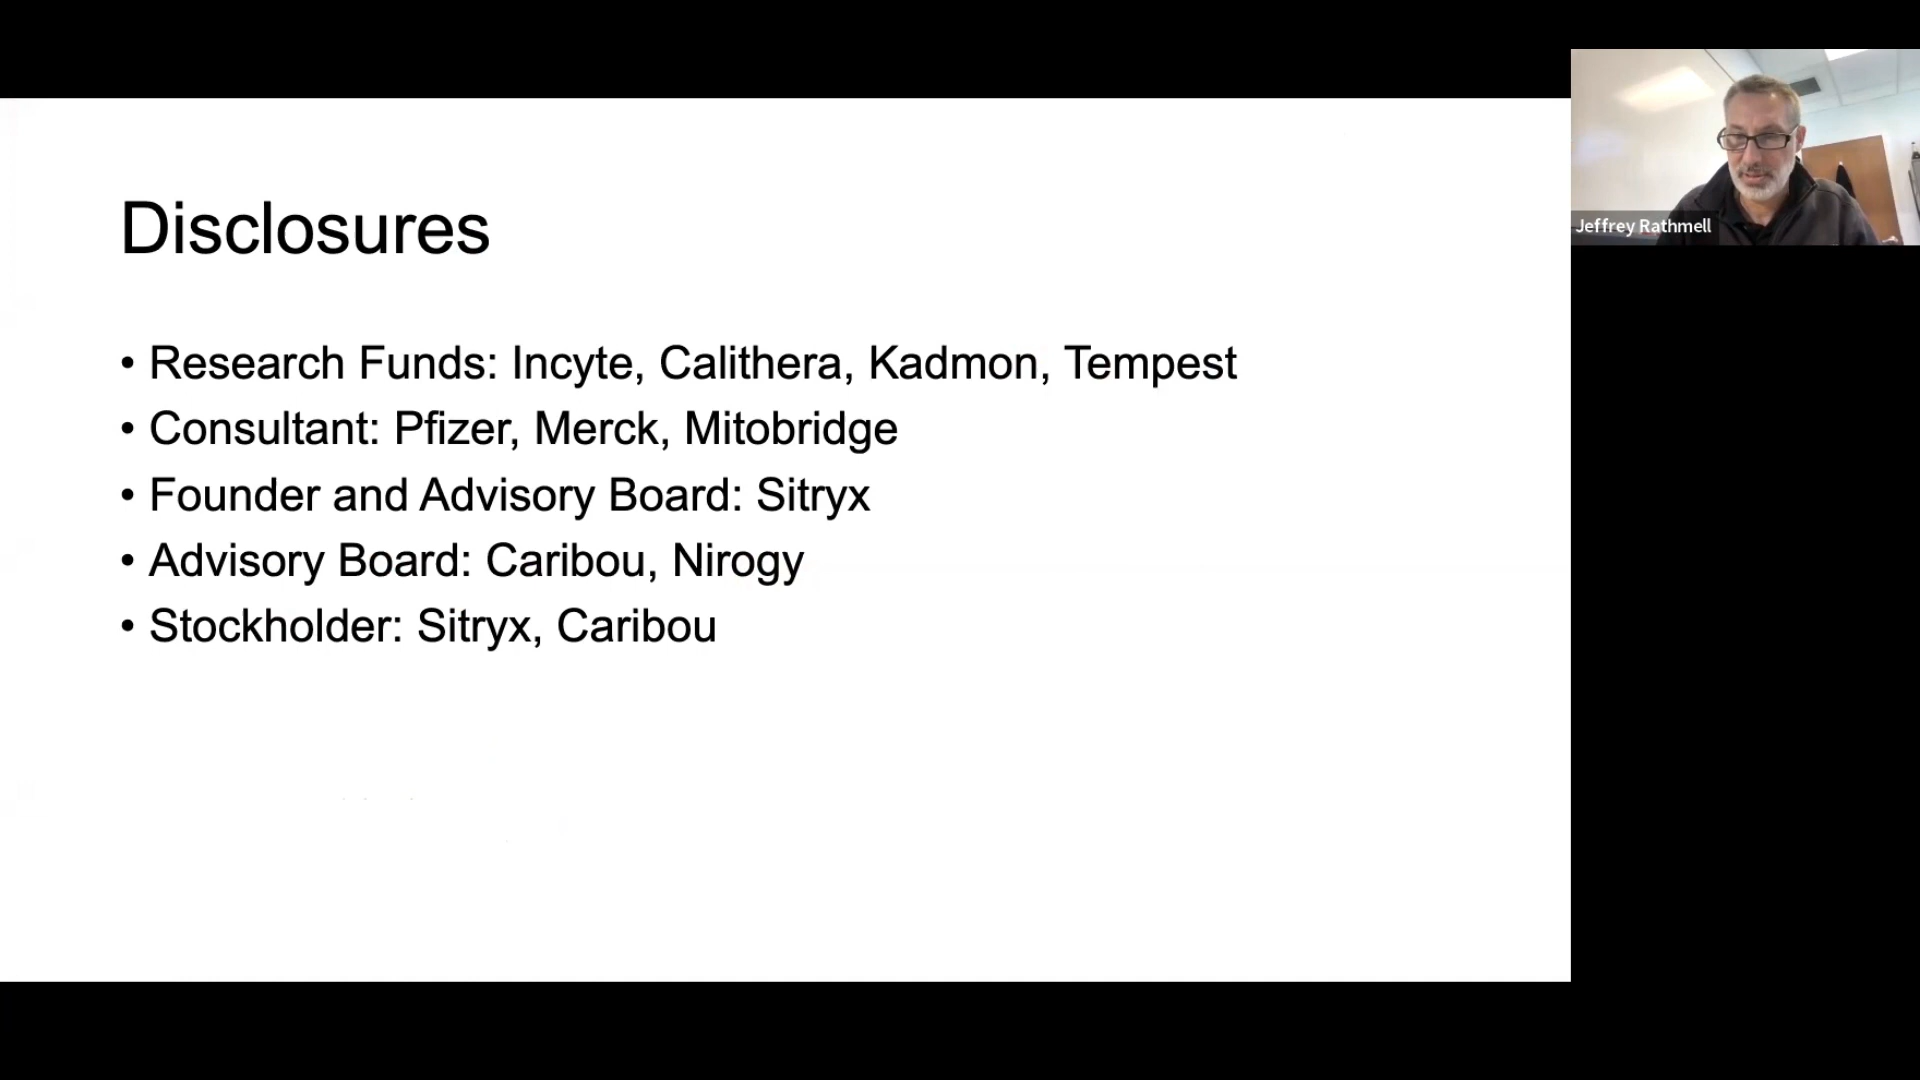 Disclosures
• Research Funds: Incyte, Calithera, Kadmon, Tempest
• Consultant: Pfizer, Merck, Mitobridge
• Founder and Advisory Board: Sitryx
• Advisory Board: Caribou, Nirogy
• Stockholder: Sitryx, Caribou
Jeffrey Rathmell